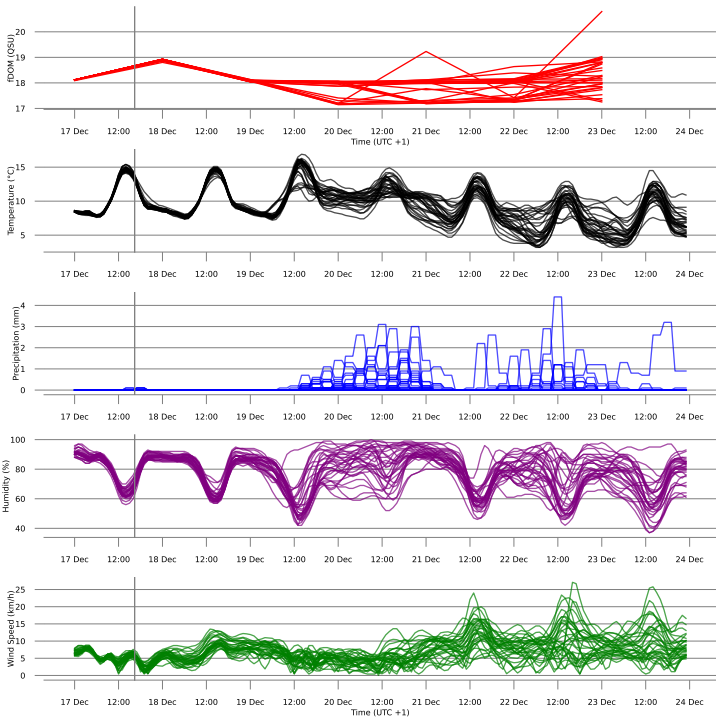 fDOM (QSU)
20
19
18
17
17 Dec 12:00 18 Dec 12:00 19 Dec 12:00 20 Dec 12:00 21 Dec 12:00 22 Dec 12:00 23 Dec 12:00 24 Dec
Time (UTC +1)
Temperature (°C)
15
10
5
17 Dec 12:00 18 Dec 12:00 19 Dec 12:00 20 Dec 12:00 21 Dec 12:00 22 Dec 12:00 23 Dec 12:00 24 Dec
Precipitation (mm)
4
3
2
1
0
17 Dec 12:00 18 Dec 12:00 19 Dec 12:00 20 Dec 12:00 21 Dec 12:00 22 Dec 12:00 23 Dec 12:00 24 Dec
Humidity (%)
100
80
60
40
17 Dec 12:00 18 Dec 12:00 19 Dec 12:00 20 Dec 12:00 21 Dec 12:00 22 Dec 12:00 23 Dec 12:00 24 Dec
Wind Speed (km/h)
25
20
15
10
5
0
17 Dec 12:00 18 Dec 12:00 19 Dec 12:00 20 Dec 12:00 21 Dec 12:00 22 Dec 12:00 23 Dec 12:00 24 Dec
Time (UTC +1)